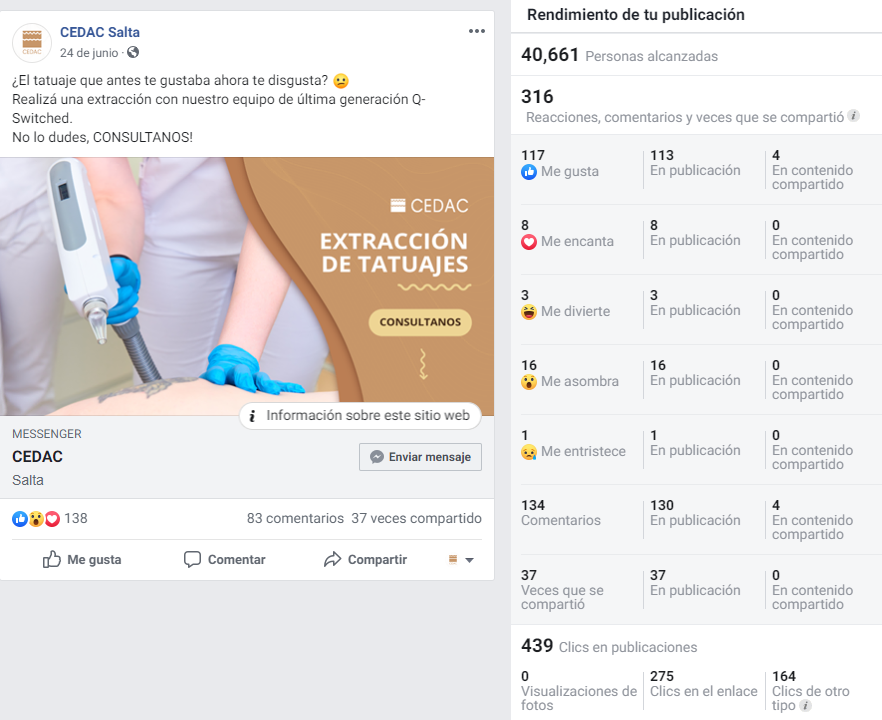 CEDAC Salta
24 de junio ·
¿El tatuaje que antes te gustaba ahora te disgusta? 😕
Realizá una extracción con nuestro equipo de última generación Q-
Switched.
No lo dudes, CONSULTANOS!
CEDAC
CEDAC
EXTRACCIÓN
DE TATUAJES
CONSULTANOS
Información sobre este sitio web
MESSENGER
CEDAC
Salta
Enviar mensaje
138
83 comentarios 37 veces compartido
Me gusta Comentar Compartir
Rendimiento de tu publicación
40,661 Personas alcanzadas
316
Reacciones, comentarios y veces que se compartió
117
Me gusta
113
En publicación
4
En contenido
compartido
8
Me encanta
8
En publicación
0
En contenido
compartido
3
Me divierte
3
En publicación
0
En contenido
compartido
16
Me asombra
16
En publicación
0
En contenido
compartido
1
Me entristece
1
En publicación
0
En contenido
compartido
134
Comentarios
130
En publicación
4
En contenido
compartido
37
Veces que se
compartió
37
En publicación
0
En contenido
compartido
439 Clics en publicaciones
0
Visualizaciones de
fotos
275
Clics en el enlace
164
Clics de otro
tipo